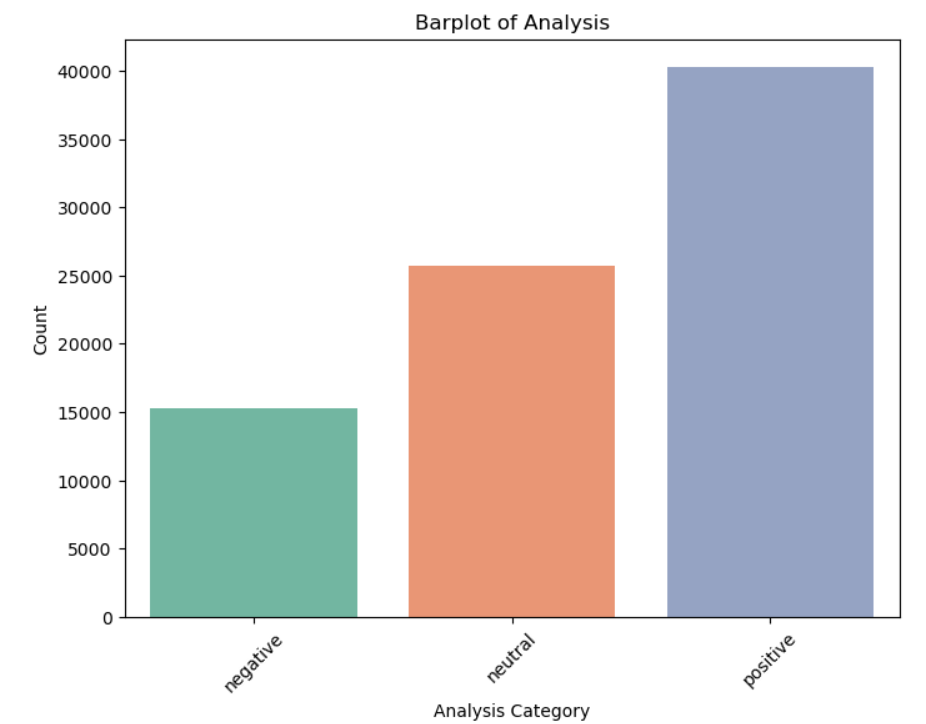 Barplot of Analysis
40000
35000
30000
25000
20000
15000
10000
5000
0
Count
negative
neutral
positive
Analysis Category